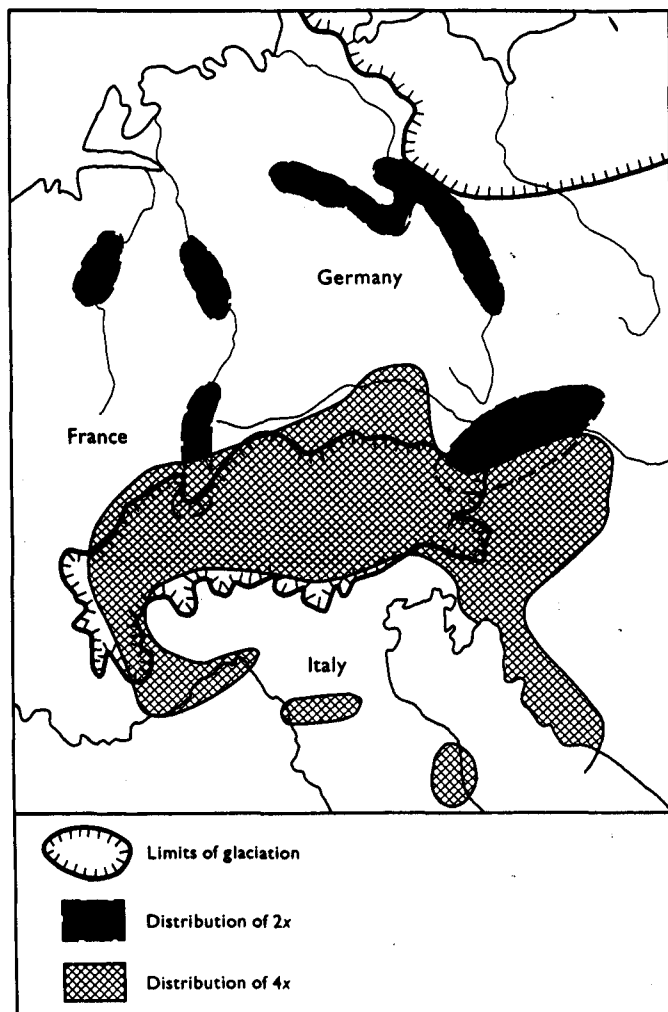 Germany
France
Italy
Limits of glaciation
Distribution of 2x
Distribution of 4x